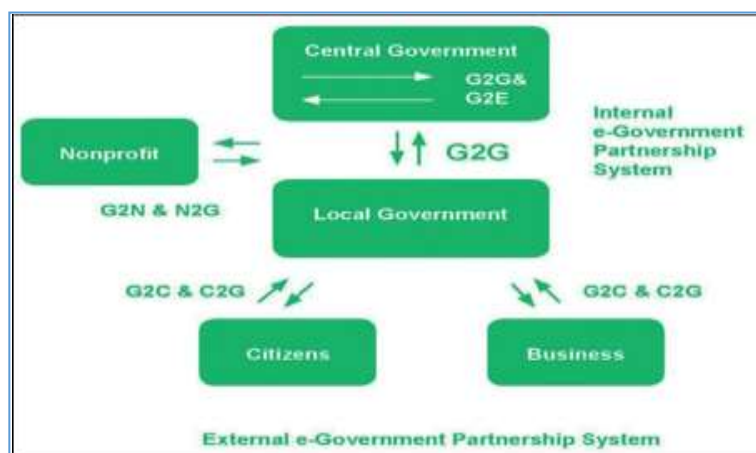 Central Government
G2G&
G2E
Internal
e-Government
Partnership
System
Nonprofit
G2G
G2N & N2G
Local Government
G2C & C2G
G2C & C2G
Citizens
Business
External e-Government Partnership System